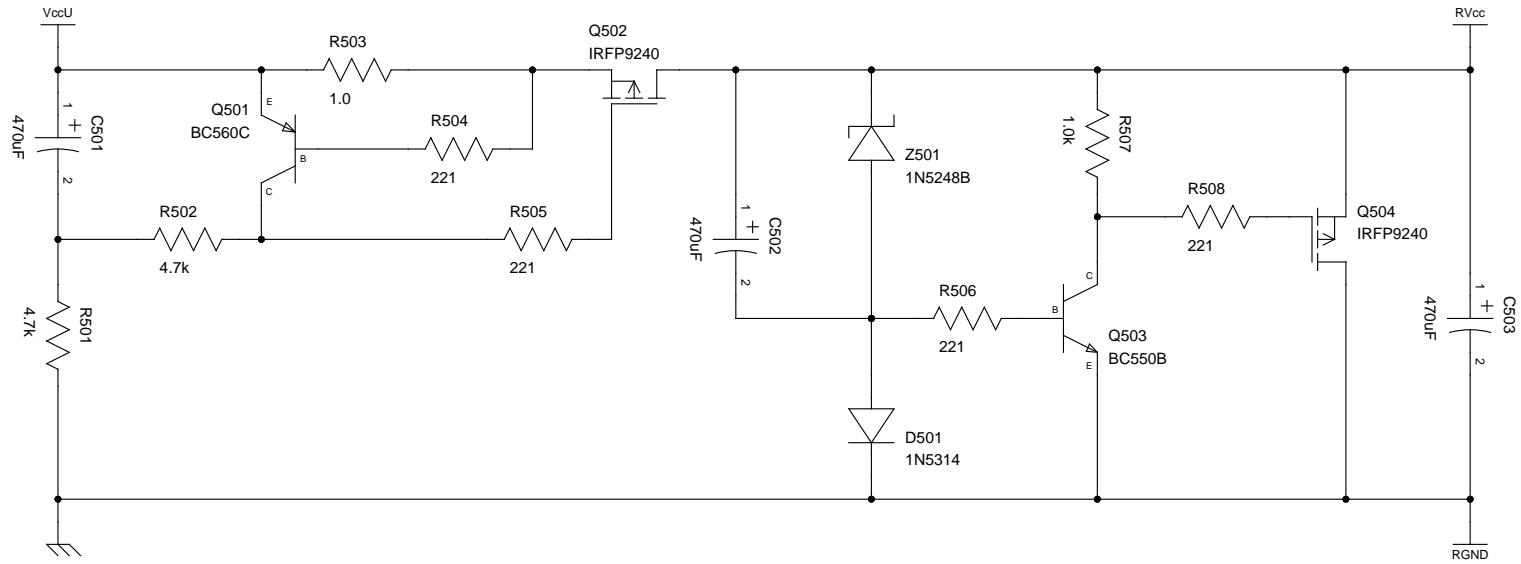 VccU
RVcc
R503
1.0
Q502
IRFP9240
E
Q501
BC560C
B
C
R504
221
1
+
C501
470uF
2
R502
4.7k
R505
221
R501
4.7k
1
+
C502
470uF
2
Z501
1N5248B
R507
1.0k
R508
221
Q504
IRFP9240
R506
221
C
B
E
Q503
BC550B
D501
1N5314
1
+
C503
470uF
2
RGND